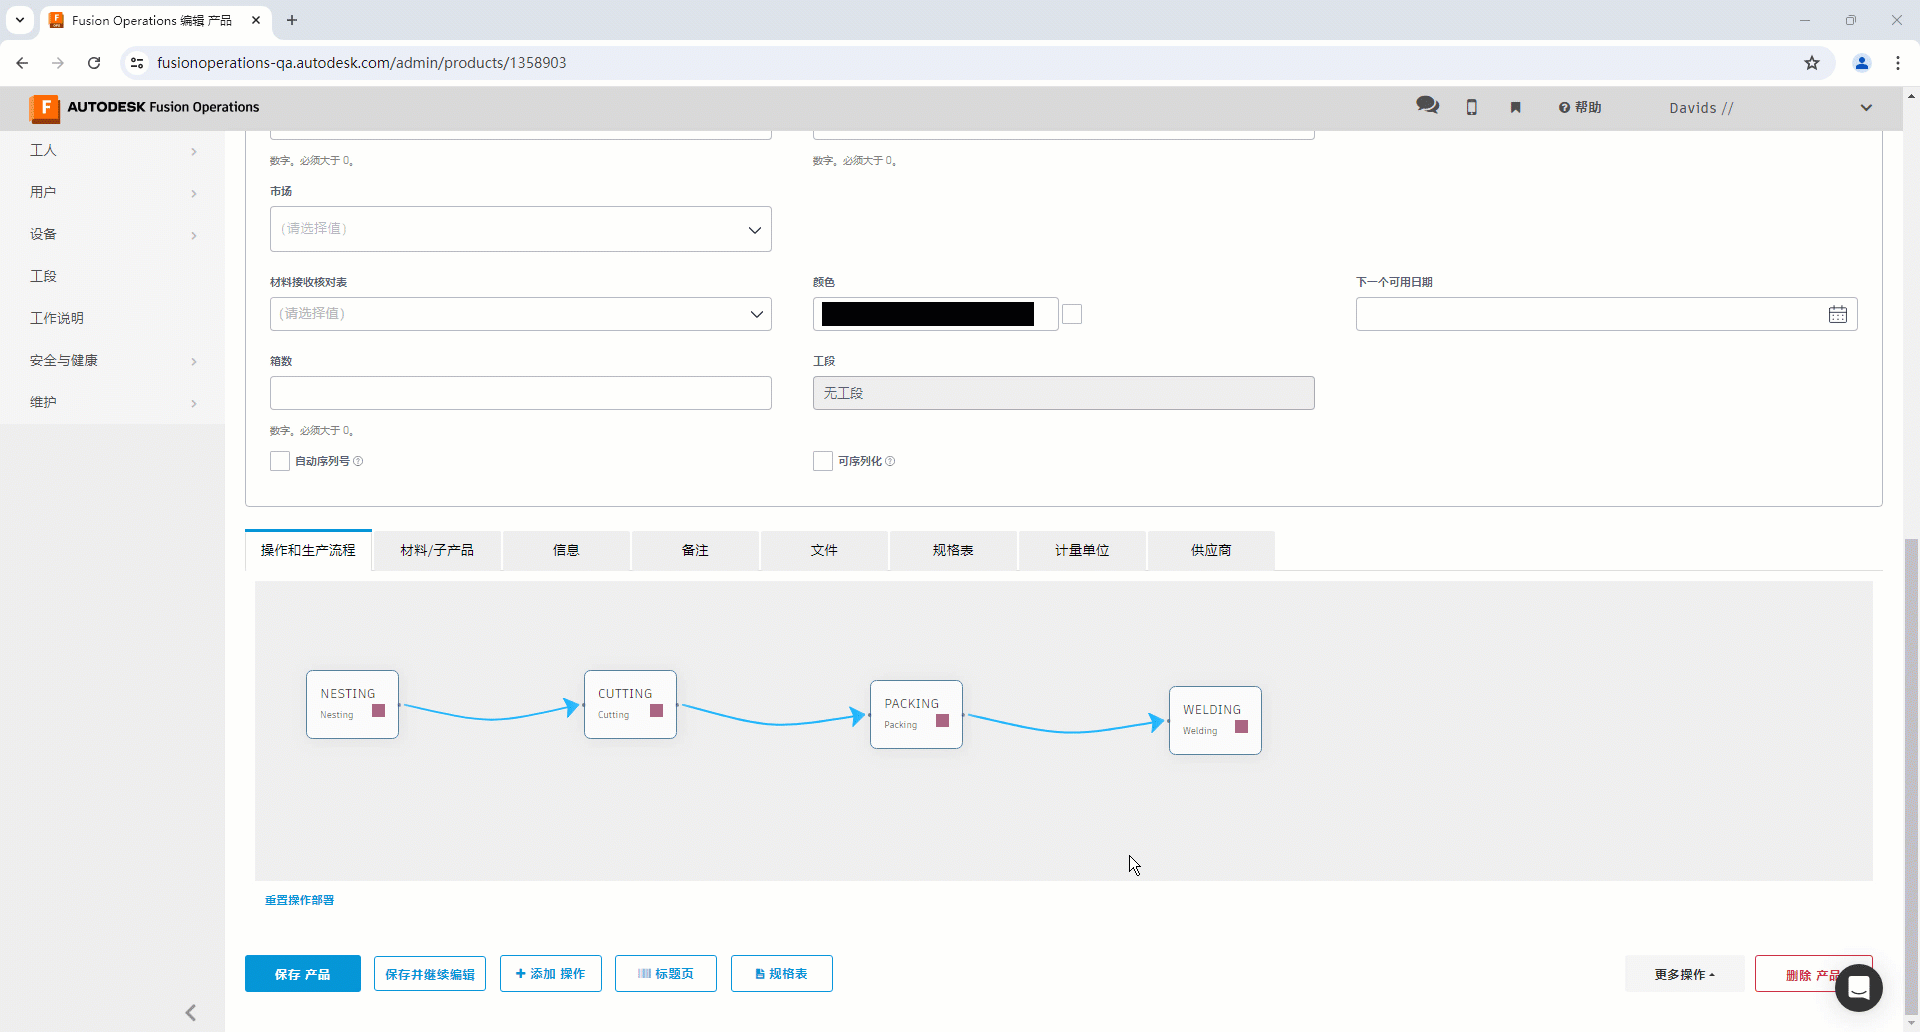 Fusion Operations 编辑 产品
fusionoperations-qa.autodesk.com/admin/products/1358903
F AUTODESK Fusion Operations
帮助
Davids //
工人
用户
设备
工段
工作说明
安全与健康
维护
数字。必须大于 0。
数字。必须大于 0。
市场
(请选择值)
材料接收核对表
颜色
下一个可用日期
(请选择值)
箱数
工段
无工段
数字。必须大于 0。
自动序列号
可序列化
操作和生产流程
材料/子产品
信息
备注
文件
规格表
计量单位
供应商
NESTING
Nesting
CUTTING
Cutting
PACKING
Packing
WELDING
Welding
重置操作部署
保存 产品
保存并继续编辑
+ 添加 操作
标题页
规格表
更多操作
删除 产品